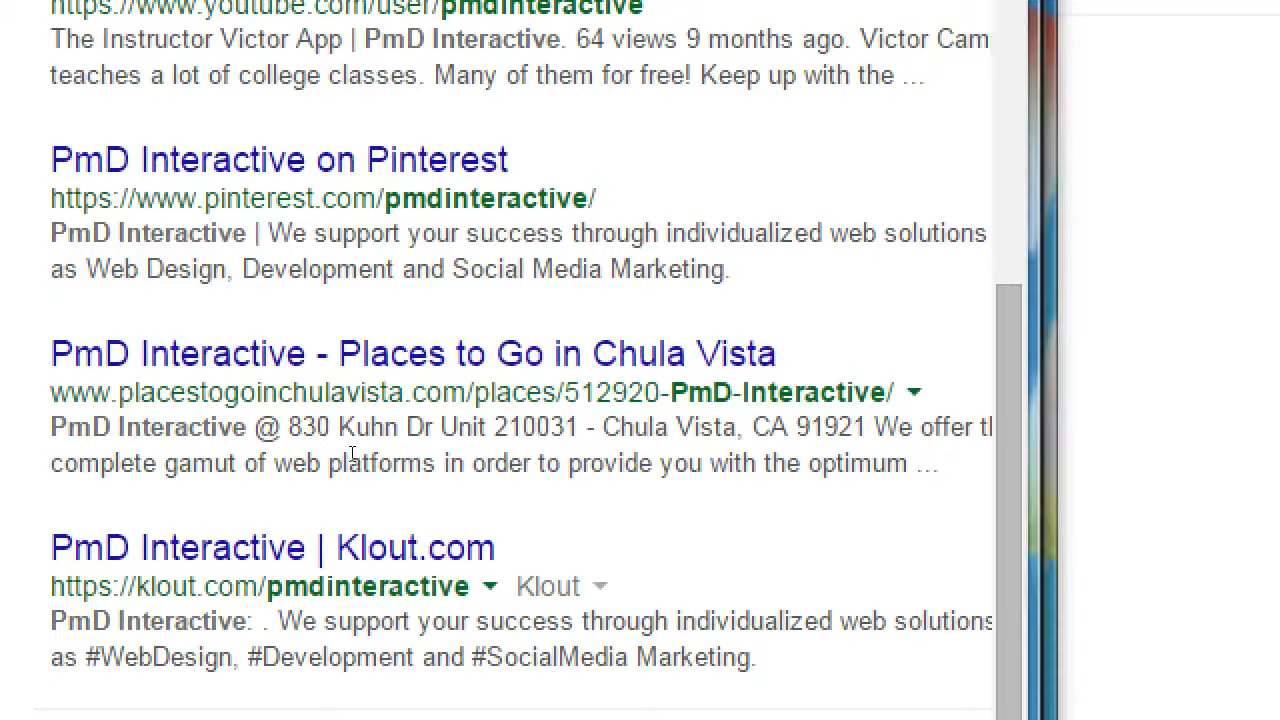 https://www.youtube.com/user/pmdinteractive
The Instructor Victor App | PmD Interactive. 64 views 9 months ago. Victor Cam
teaches a lot of college classes. Many of them for free! Keep up with the ...
PmD Interactive on Pinterest
https://www.pinterest.com/pmdinteractive/
PmD Interactive | We support your success through individualized web solutions
as Web Design, Development and Social Media Marketing.
PmD Interactive - Places to Go in Chula Vista
www.placestogoinchulavista.com/places/512920-PmD-Interactive/
PmD Interactive @ 830 Kuhn Dr Unit 210031 - Chula Vista, CA 91921 We offer
complete gamut of web platforms in order to provide you with the optimum ...
PmD Interactive | Klout.com
https://klout.com/pmdinteractive Klout
PmD Interactive: . We support your success through individualized web solutions
as #WebDesign, #Development and #SocialMedia Marketing.